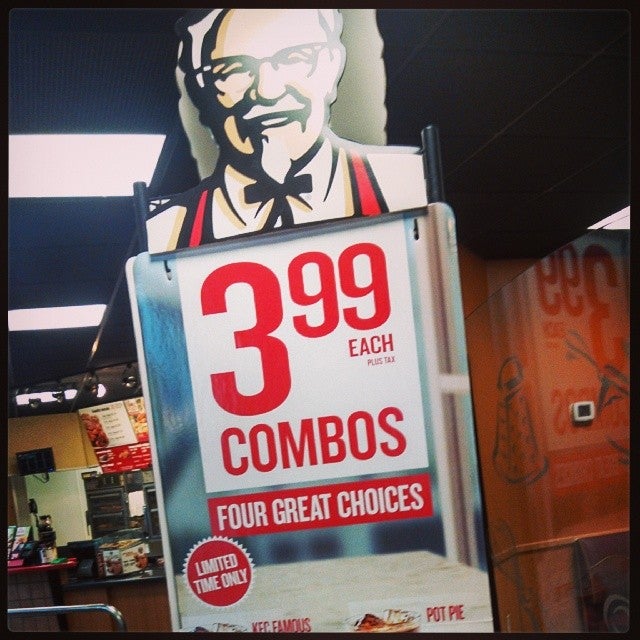 3.99
EACH
PLUS TAX
COMBOS
FOUR GREAT CHOICES
LIMITED
TIME ONLY
KFC FAMOUS
POT PIE